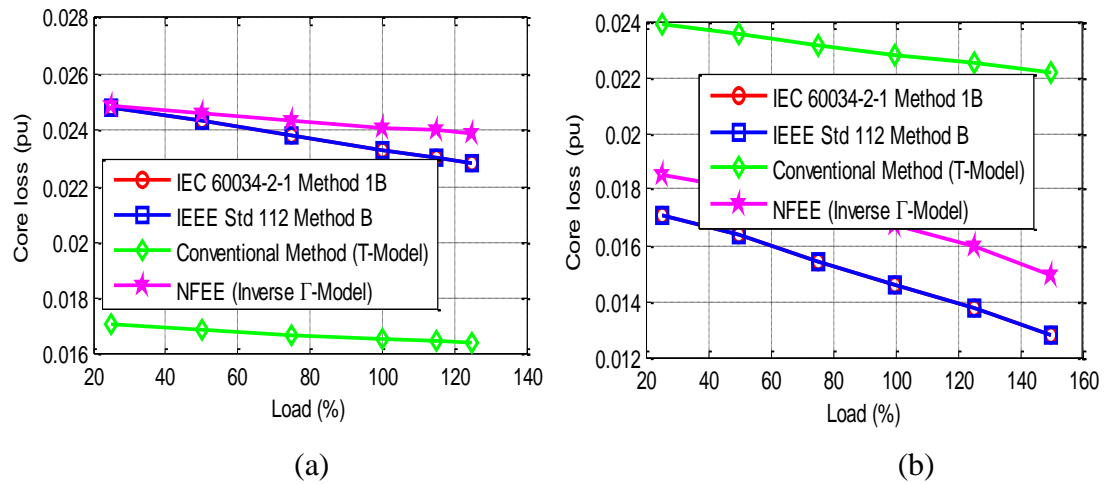 0.028
0.026
0.024
0.022
0.02
0.018
0.016
Core loss (pu)
IEC 60034-2-1 Method 1B
IEEE Std 112 Method B
Conventional Method (T-Model)
NFEE (Inverse Γ-Model)
20 40 60 80 100 120 140
Load (%)
(a)
0.024
0.022
0.02
0.018
0.016
0.014
0.012
Core loss (pu)
IEC 60034-2-1 Method 1B
IEEE Std 112 Method B
Conventional Method (T-Model)
NFEE (Inverse Γ-Model)
20 40 60 80 100 120 140 160
Load (%)
(b)